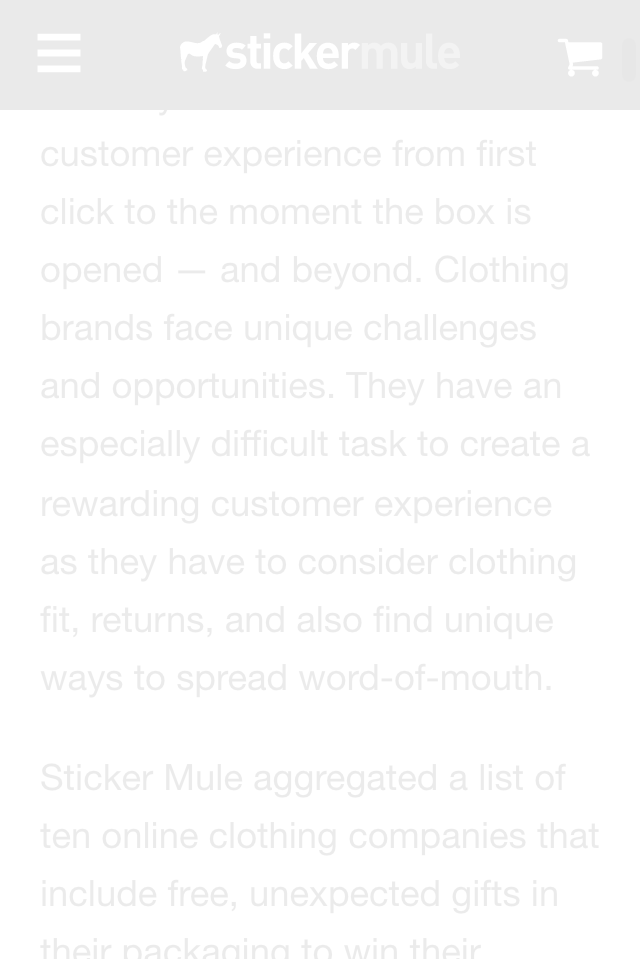 stickermule
customer experience from first
click to the moment the box is
opened — and beyond. Clothing
brands face unique challenges
and opportunities. They have an
especially difficult task to create a
rewarding customer experience
as they have to consider clothing
fit, returns, and also find unique
ways to spread word-of-mouth.
Sticker Mule aggregated a list of
ten online clothing companies that
include free, unexpected gifts in
their packaging to win their